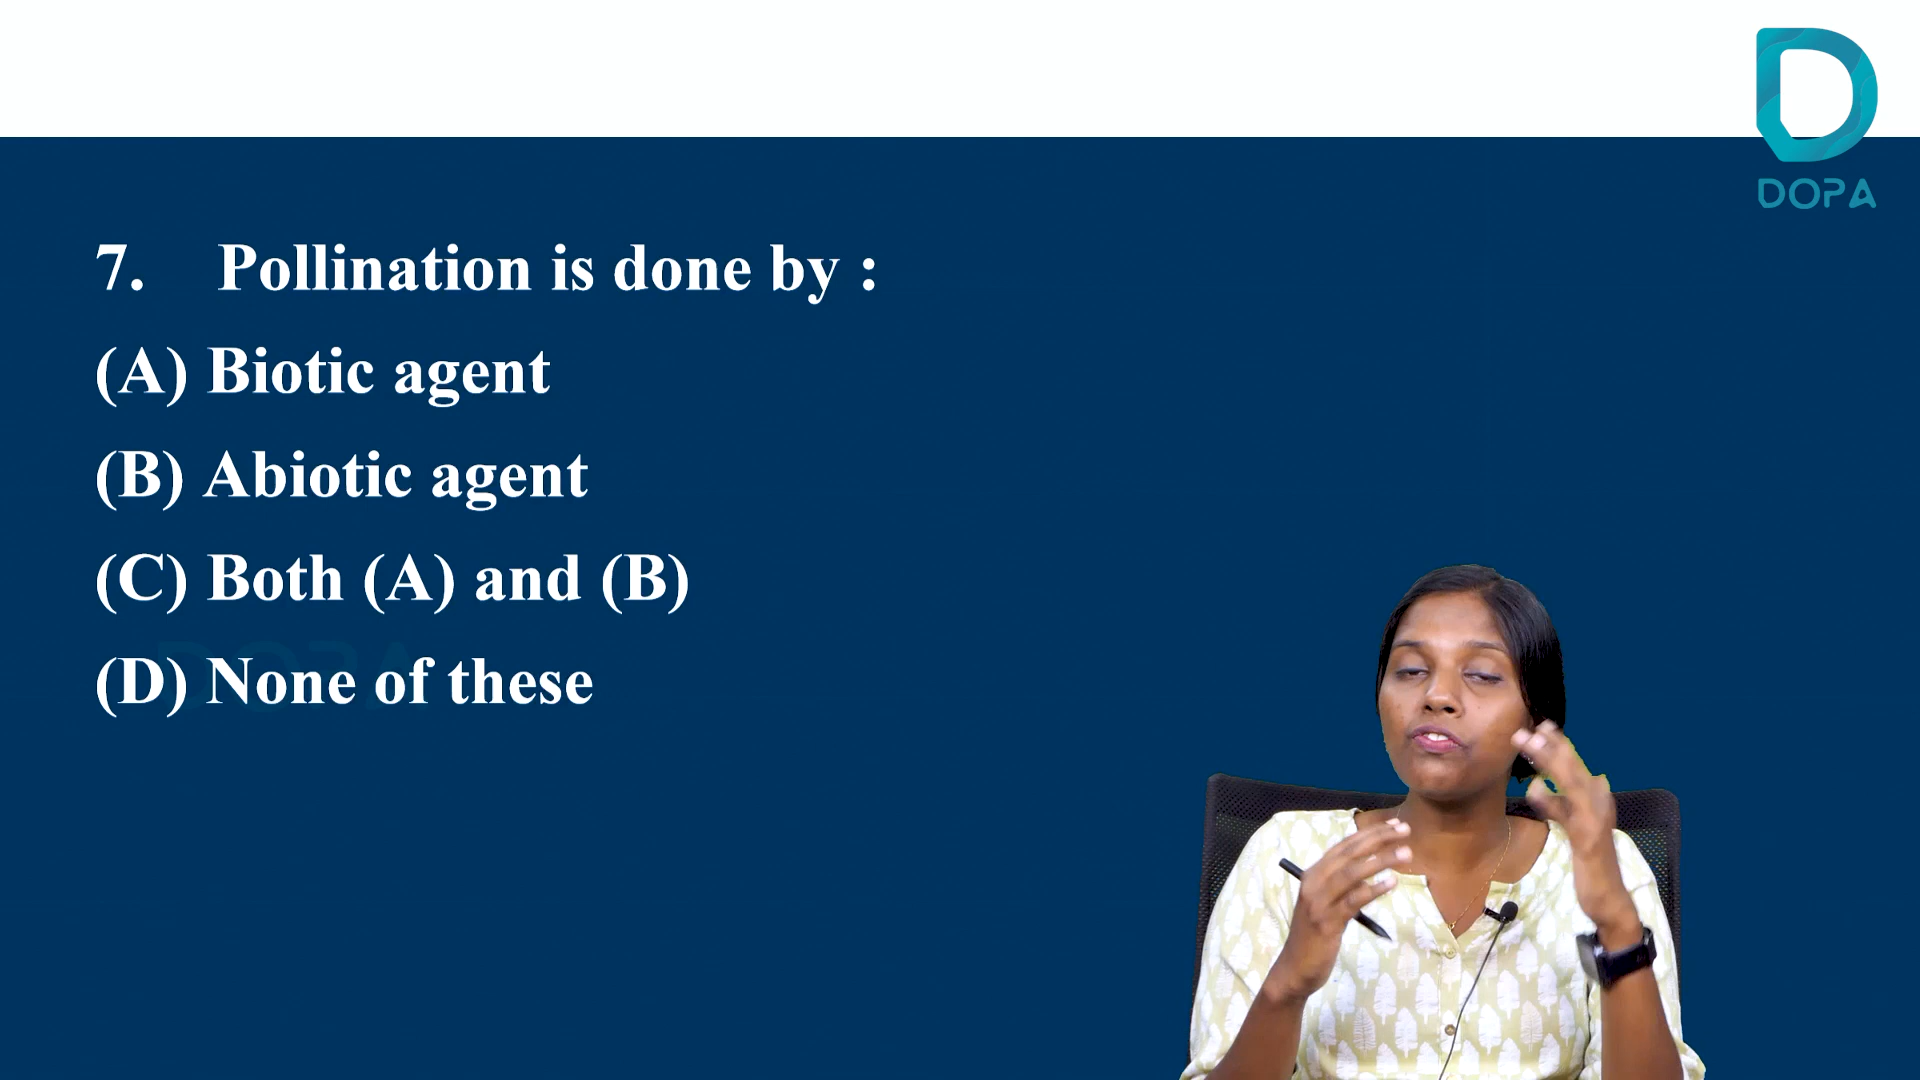 DOPA
7. Pollination is done by :
(A) Biotic agent
(B) Abiotic agent
(C) Both (A) and (B)
(D) None of these